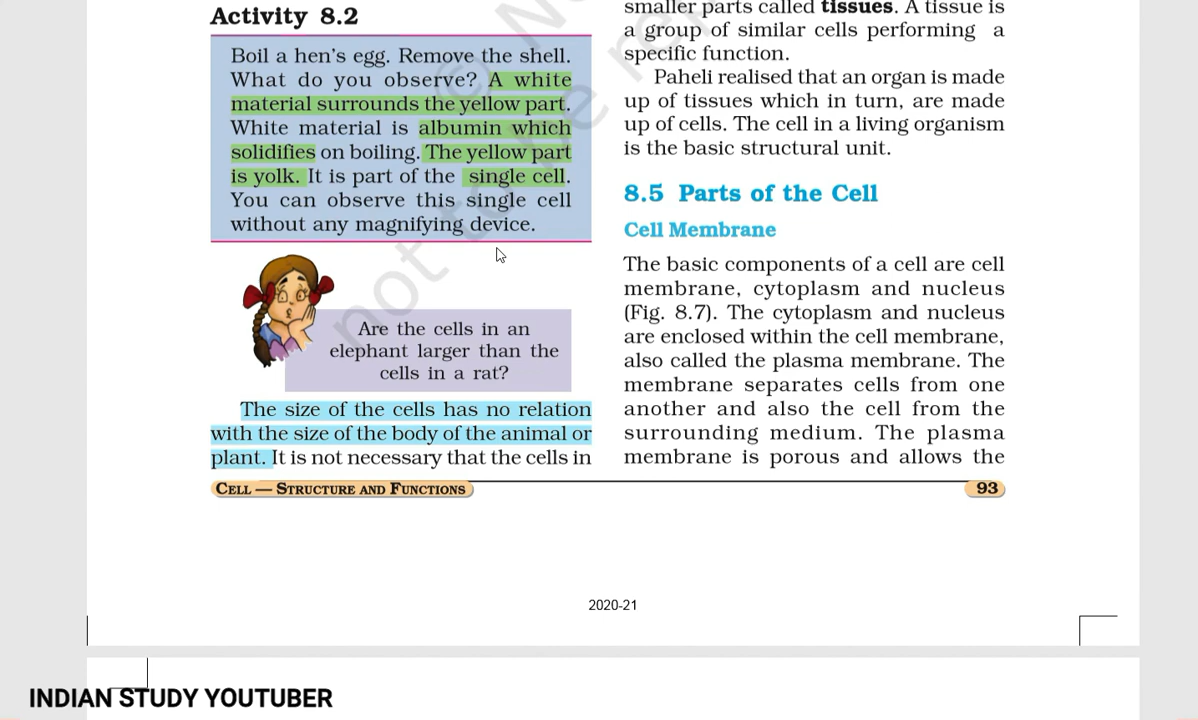 Activity 8.2
Boil a hen's egg. Remove the shell.
What do you observe? A white
material surrounds the yellow part.
White material is albumin which
solidifies on boiling. The yellow part
is yolk. It is part of the single cell.
You can observe this single cell
without any magnifying device.
Are the cells in an
elephant larger than the
cells in a rat?
The size of the cells has no relation
with the size of the body of the animal or
plant. It is not necessary that the cells in
smaller parts called tissues. A tissue is
a group of similar cells performing a
specific function.
Paheli realised that an organ is made
up of tissues which in turn, are made
up of cells. The cell in a living organism
is the basic structural unit.
8.5 Parts of the Cell
Cell Membrane
The basic components of a cell are cell
membrane, cytoplasm and nucleus
(Fig. 8.7). The cytoplasm and nucleus
are enclosed within the cell membrane,
also called the plasma membrane. The
membrane separates cells from one
another and also the cell from the
surrounding medium. The plasma
membrane is porous and allows the
CELL — STRUCTURE AND FUNCTIONS
93
2020-21
INDIAN STUDY YOUTUBER
not to be